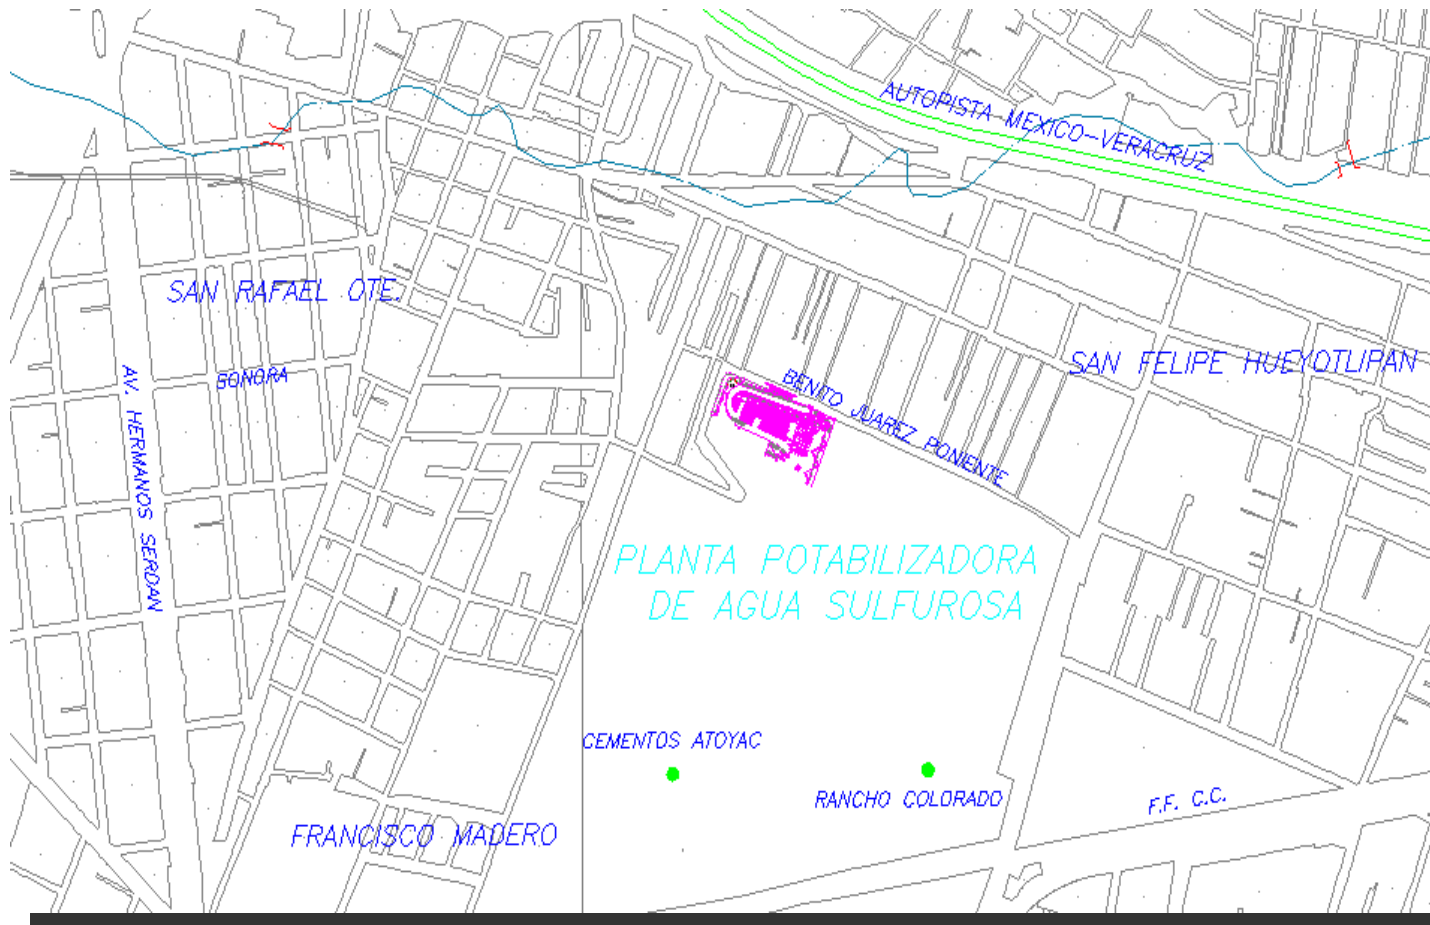 AUTOPISTA MEXICO-VERACRUZ
SAN RAFAEL OTE.
SONORA
AV. HERMANOS SERDAN
SAN FELIPE HUEYOTLIPAN
BENITO JUAREZ PONIENTE
PLANTA POTABILIZADORA
DE AGUA SULFUROSA
CEMENTOS ATOYAC
RANCHO COLORADO
F.F. C.C.
FRANCISCO MADERO